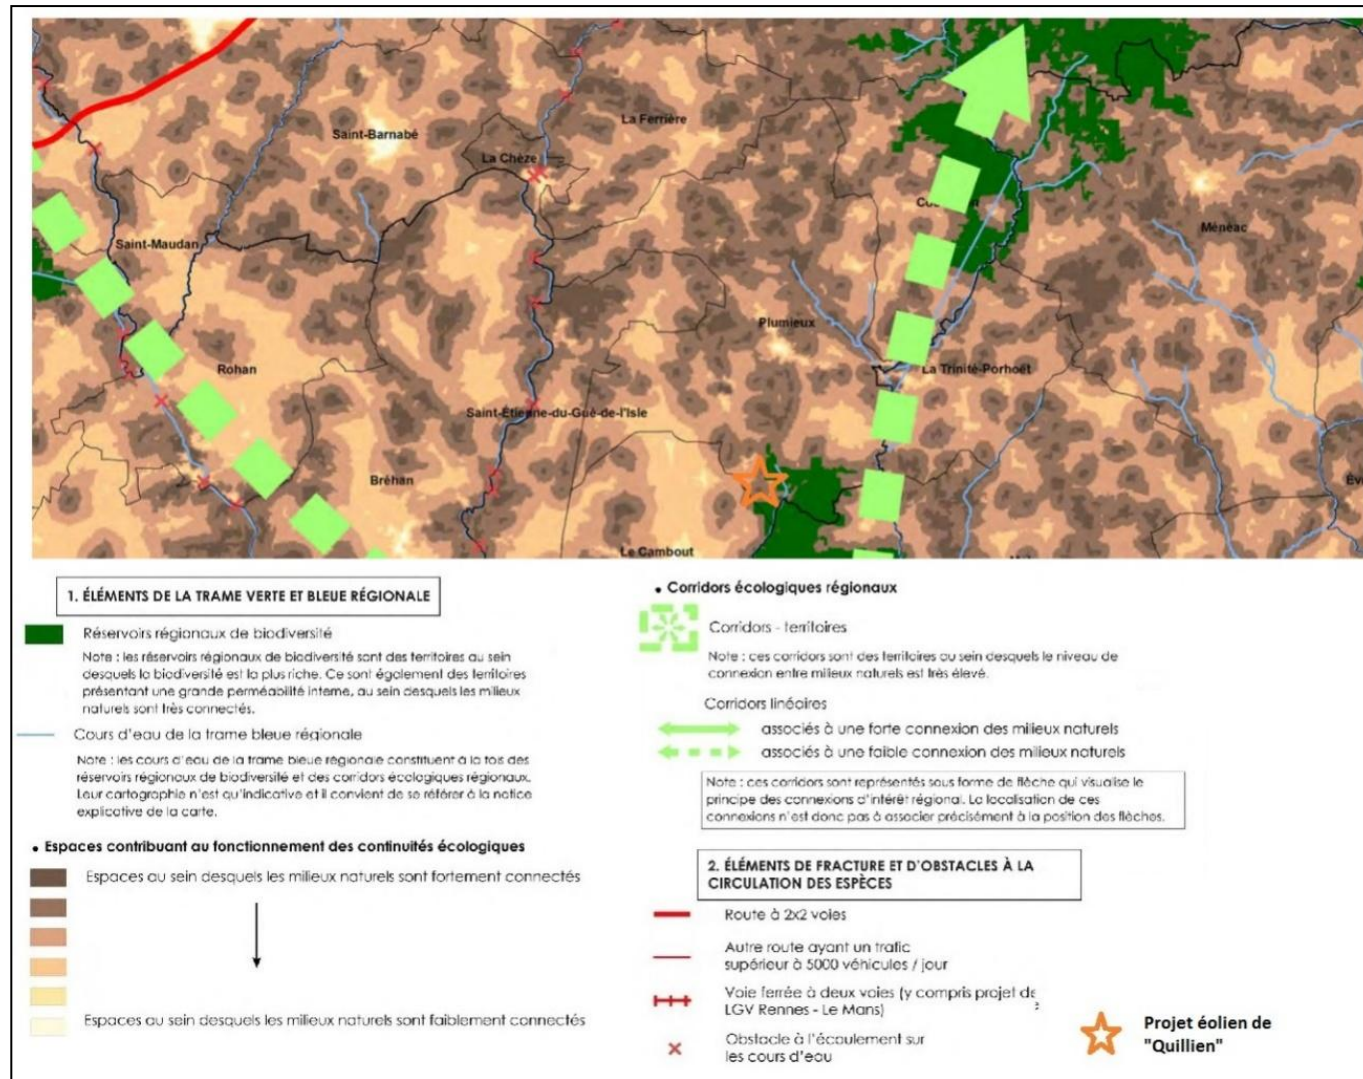 Saint-Barnabé
La Ferrière
La Chèze
Saint-Maudan
Ménéac
Plumieux
Rohan
La Trinité-Porhoët
Saint-Étienne-du-Gué-de-l'Isle
Bréhan
Le Cambout
1. ÉLÉMENTS DE LA TRAME VERTE ET BLEUE RÉGIONALE
Réservoirs régionaux de biodiversité
Note : les réservoirs régionaux de biodiversité sont des territoires au sein
desquels la biodiversité est la plus riche. Ce sont également des territoires
présentant une grande perméabilité interne, au sein desquels les milieux
naturels sont très connectés.
Cours d'eau de la trame bleue régionale
Note : les cours d'eau de la trame bleue régionale constituent à la fois des
réservoirs régionaux de biodiversité et des corridors écologiques régionaux.
Leur cartographie n'est qu'indicative et il convient de se référer à la notice
explicative de la carte.
• Espaces contribuant au fonctionnement des continuités écologiques
Espaces au sein desquels les milieux naturels sont fortement connectés
Espaces au sein desquels les milieux naturels sont faiblement connectés
• Corridors écologiques régionaux
Corridors - territoires
Note : ces corridors sont des territoires au sein desquels le niveau de
connexion entre milieux naturels est très élevé.
Corridors linéaires
associés à une forte connexion des milieux naturels
associés à une faible connexion des milieux naturels
Note : ces corridors sont représentés sous forme de flèche qui visualise le
principe des connexions d'intérêt régional. La localisation de ces
connexions n'est donc pas à associer précisément à la position des flèches.
2. ÉLÉMENTS DE FRACTURE ET D'OBSTACLES À LA
CIRCULATION DES ESPÈCES
Route à 2x2 voies
Autre route ayant un trafic
supérieur à 5000 véhicules / jour
Voie ferrée à deux voies (y compris projet de
LGV Rennes - Le Mans)
Obstacle à l'écoulement sur
les cours d'eau
Projet éolien de
"Quillien"